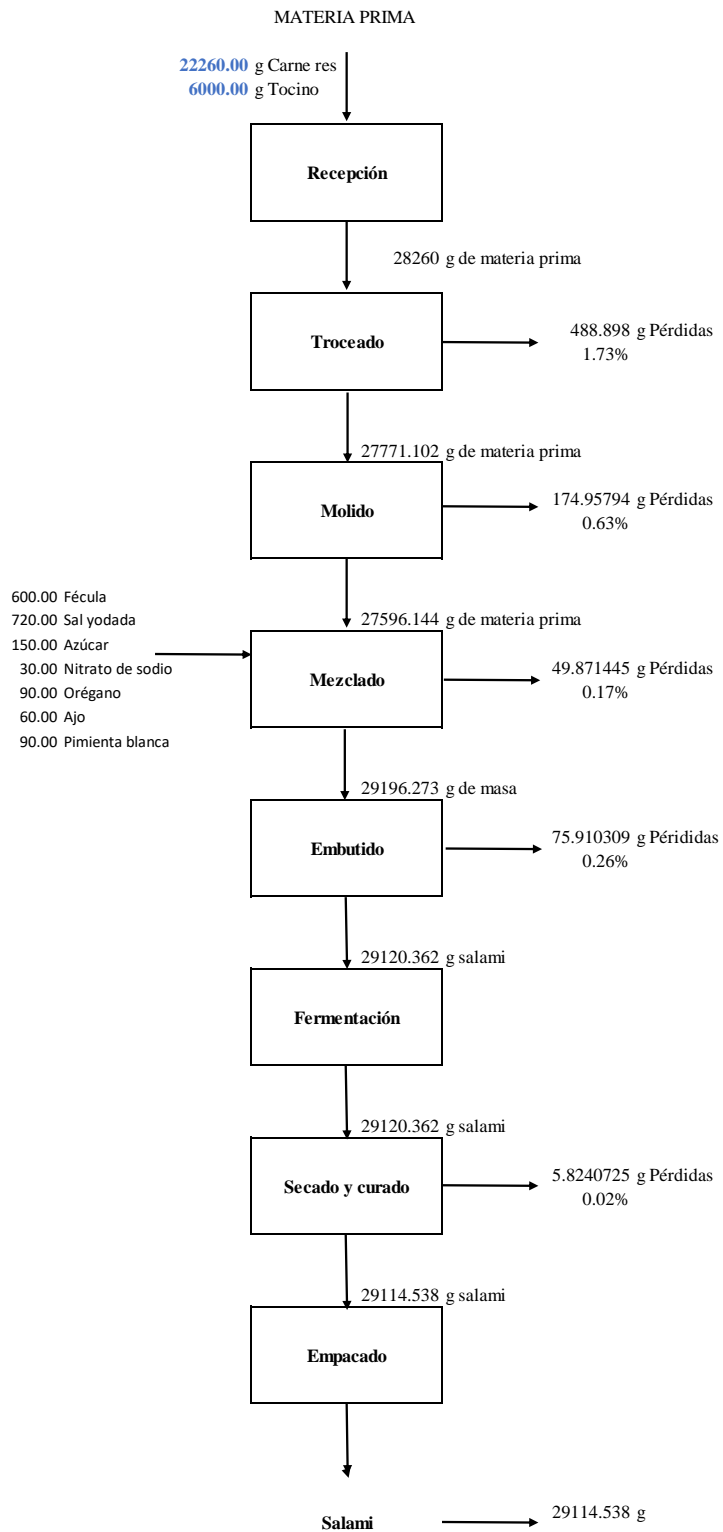 MATERIA PRIMA
22260.00 g Carne res
6000.00 g Tocino
Recepción
28260 g de materia prima
Troceado
488.898 g Pérdidas
1.73%
27771.102 g de materia prima
Molido
174.95794 g Pérdidas
0.63%
600.00 Fécula
720.00 Sal yodada
150.00 Azúcar
30.00 Nitrato de sodio
90.00 Orégano
60.00 Ajo
90.00 Pimienta blanca
27596.144 g de materia prima
Mezclado
49.871445 g Pérdidas
0.17%
29196.273 g de masa
Embutido
75.910309 g Pérididas
0.26%
29120.362 g salami
Fermentación
29120.362 g salami
Secado y curado
5.8240725 g Pérdidas
0.02%
29114.538 g salami
Empacado
Salami
29114.538 g